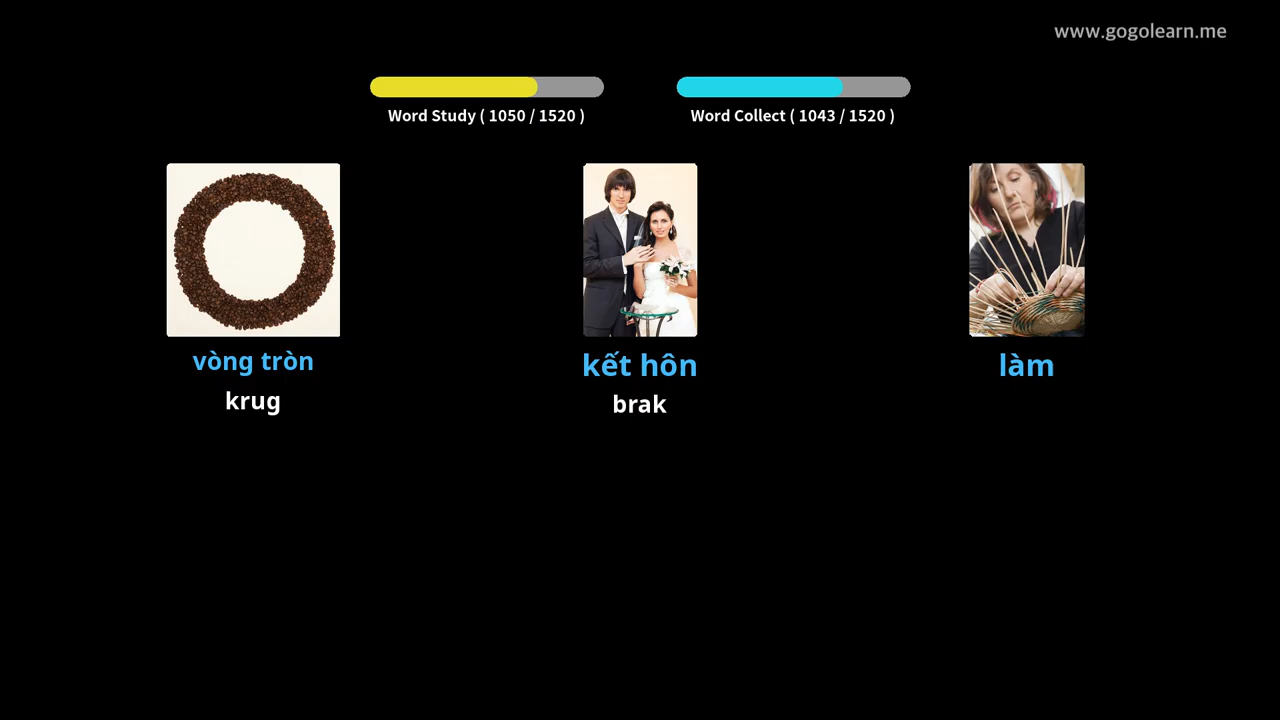 www.gogolearn.me
Word Study ( 1050 / 1520 )
Word Collect ( 1043 / 1520 )
vòng tròn
krug
kết hôn
brak
làm